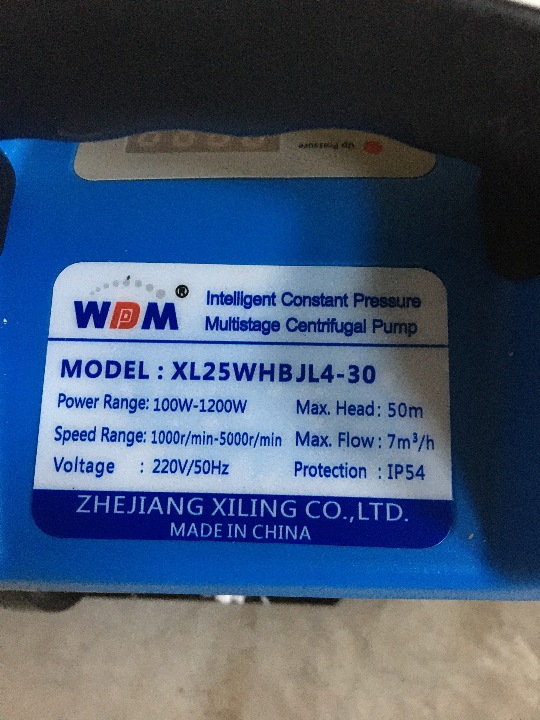 Up Pressure
WDM®
Intelligent Constant Pressure
Multistage Centrifugal Pump
MODEL : XL25WHBJL4-30
Power Range: 100W-1200W Max. Head: 50m
Speed Range: 1000r/min-5000r/min Max. Flow: 7m³/h
Voltage : 220V/50Hz Protection : IP54
ZHEJIANG XILING CO.,LTD.
MADE IN CHINA